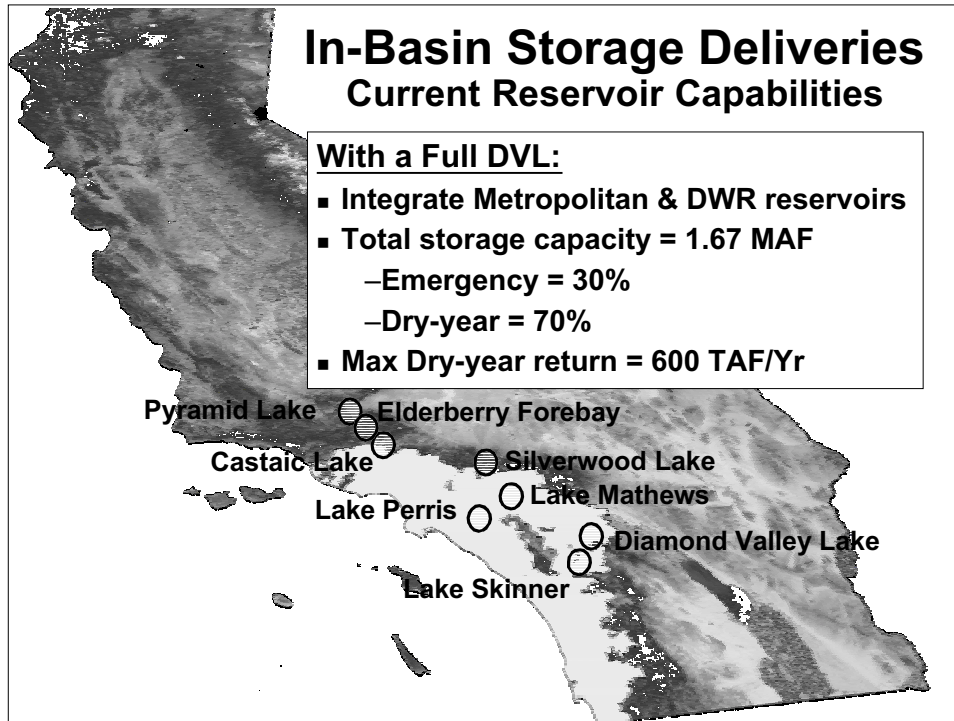 In-Basin Storage Deliveries
Current Reservoir Capabilities
With a Full DVL:
▪ Integrate Metropolitan & DWR reservoirs
▪ Total storage capacity = 1.67 MAF
–Emergency = 30%
–Dry-year = 70%
▪ Max Dry-year return = 600 TAF/Yr
Pyramid Lake
Elderberry Forebay
Castaic Lake
Silverwood Lake
Lake Mathews
Lake Perris
Diamond Valley Lake
Lake Skinner